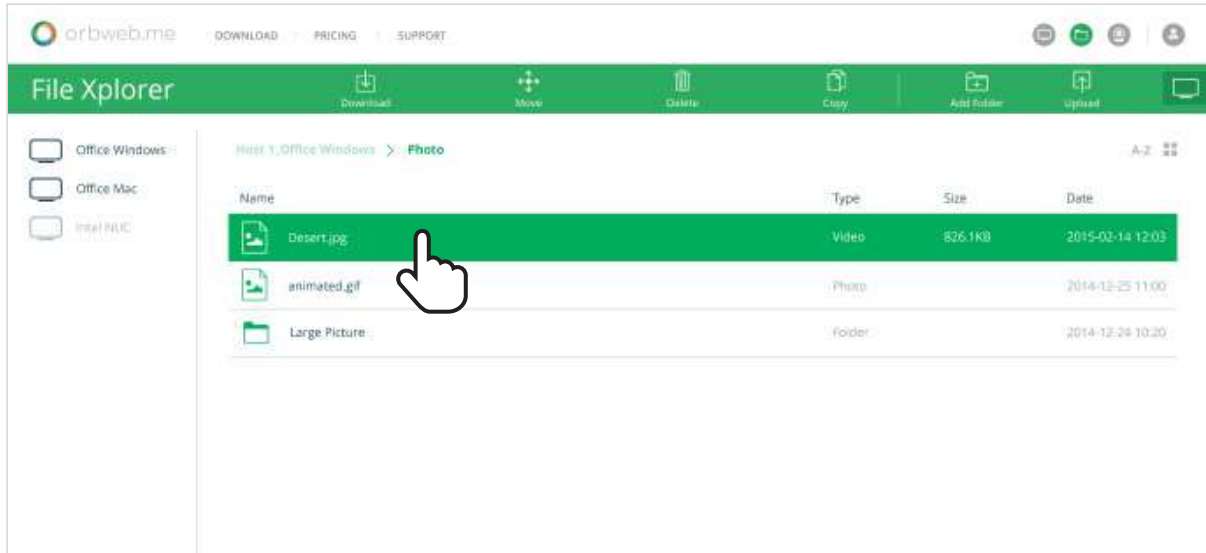 orbweb.me DOWNLOAD PRICING SUPPORT
File Xplorer Download Move Delete Copy Add Folder Upload
Office Windows
Office Mac
Intel NUC
Host 1_Office Windows > Photo A-Z
Name Type Size Date
Desert.jpg Video 826.1KB 2015-02-14 12:03
animated.gif Photo 2014-12-25 11:00
Large Picture Folder 2014-12-24 10:20